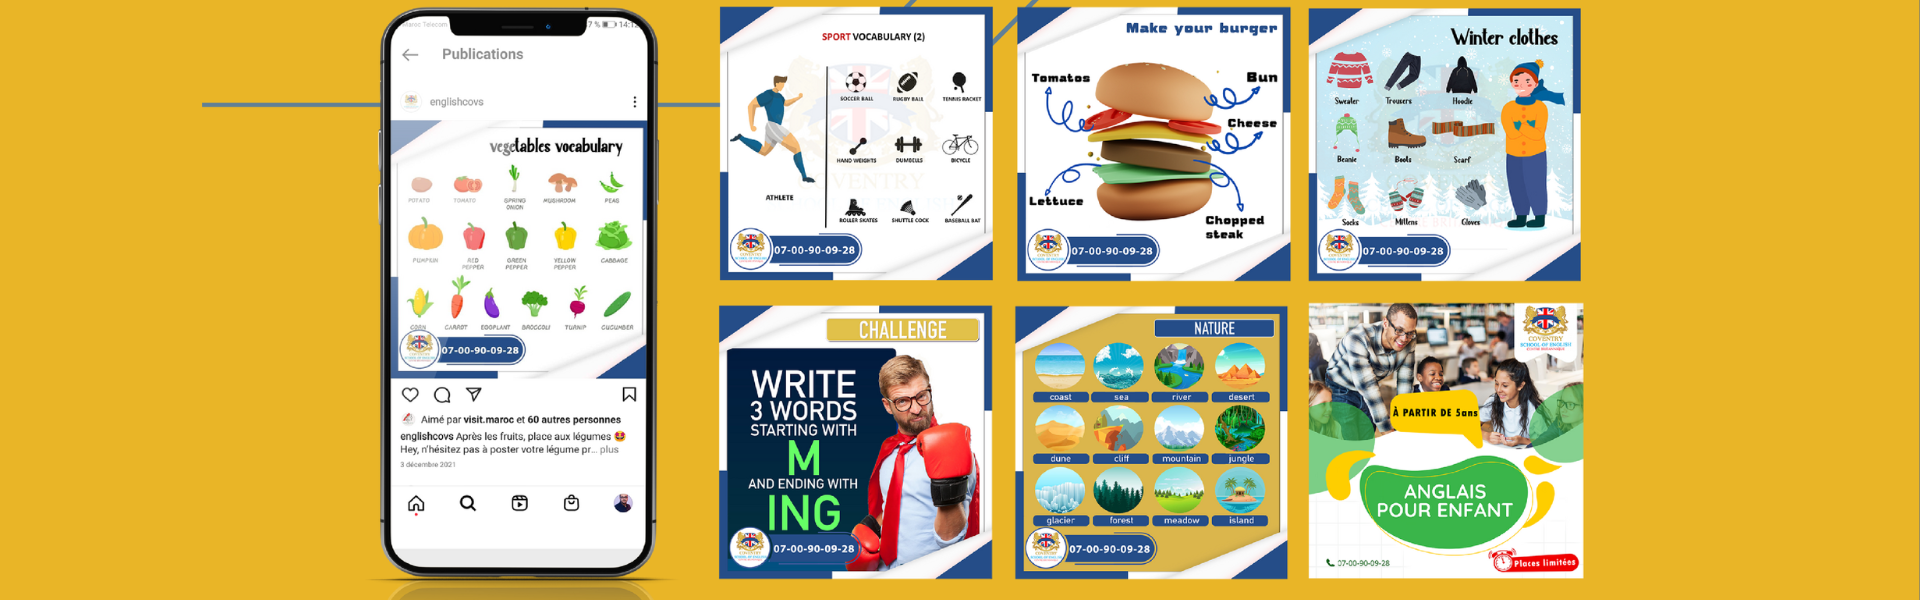 Maroc Telecom
7 %
14:12
Publications
englishcovs
vegetables vocabulary
POTATO
TOMATO
SPRING ONION
MUSHROOM
PEAS
PUMPKIN
RED PEPPER
GREEN PEPPER
YELLOW PEPPER
CABBAGE
CORN
CARROT
EGGPLANT
BROCCOLI
TURNIP
CUCUMBER
07-00-90-09-28
Aimé par visit.maroc et 60 autres personnes
englishcovs Après les fruits, place aux légumes
Hey, n'hésitez pas à poster votre légume pr... plus
3 décembre 2021
SPORT VOCABULARY (2)
SOCCER BALL
RUGBY BALL
TENNIS RACKET
HAND WEIGHTS
DUMBELLS
BICYCLE
COVENTRY
ATHLETE
ROLLER SKATES
SHUTTLE COCK
BASEBALL BAT
07-00-90-09-28
Make your burger
Tomatos
Bun
Cheese
Lettuce
Chopped
steak
07-00-90-09-28
Winter clothes
Sweater
Trousers
Hoodie
Beanie
Boots
Scarf
Socks
Mittens
Gloves
07-00-90-09-28
CHALLENGE
WRITE
3 WORDS
STARTING WITH
M
AND ENDING WITH
ING
07-00-90-09-28
NATURE
coast
sea
river
desert
dune
cliff
mountain
jungle
glacier
forest
meadow
island
07-00-90-09-28
COVENTRY
SCHOOL OF ENGLISH
À PARTIR DE 5ans
ANGLAIS
POUR ENFANT
07-00-90-09-28
Places limitées